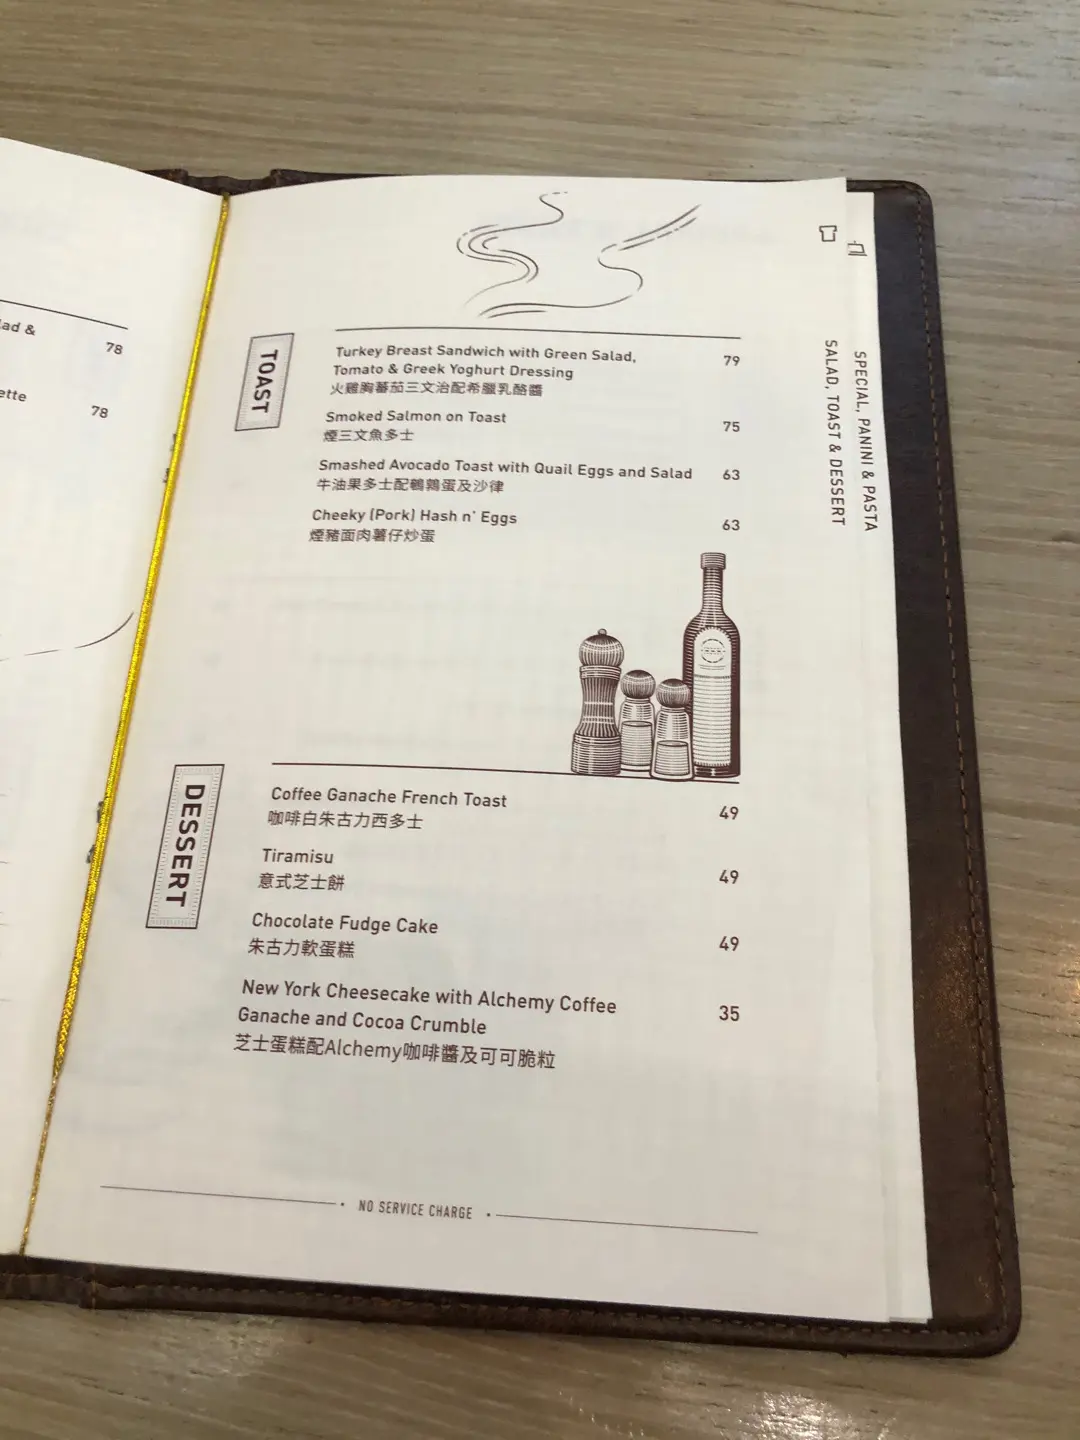 lad &
78
ette
78
TOAST
Turkey Breast Sandwich with Green Salad,
Tomato & Greek Yoghurt Dressing
79
火雞胸蕃茄三文治配希臘乳酪醬
Smoked Salmon on Toast
75
煙三文魚多士
Smashed Avocado Toast with Quail Eggs and Salad
63
牛油果多士配鵪鶉蛋及沙律
Cheeky (Pork) Hash n' Eggs
63
煙豬面肉薯仔炒蛋
DESSERT
Coffee Ganache French Toast
49
咖啡白朱古力西多士
Tiramisu
49
意式芝士餅
Chocolate Fudge Cake
49
朱古力軟蛋糕
New York Cheesecake with Alchemy Coffee
Ganache and Cocoa Crumble
35
芝士蛋糕配Alchemy咖啡醬及可可脆粒
• NO SERVICE CHARGE •
SALAD, TOAST & DESSERT
SPECIAL, PANINI & PASTA